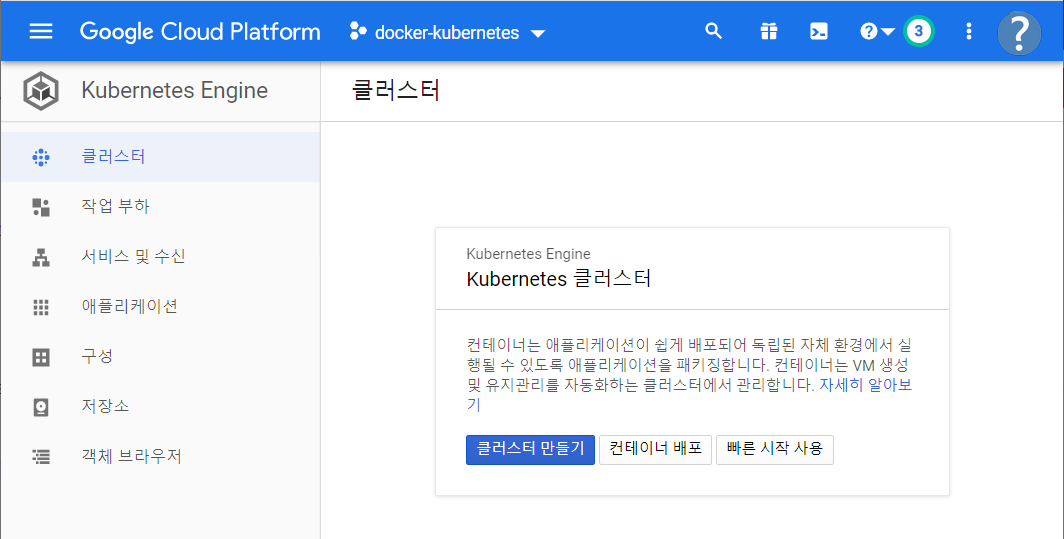 Google Cloud Platform
docker-kubernetes
3
?
Kubernetes Engine
클러스터
클러스터
작업 부하
서비스 및 수신
애플리케이션
구성
저장소
객체 브라우저
Kubernetes Engine
Kubernetes 클러스터
컨테이너는 애플리케이션이 쉽게 배포되어 독립된 자체 환경에서 실
행될 수 있도록 애플리케이션을 패키징합니다. 컨테이너는 VM 생성
및 유지관리를 자동화하는 클러스터에서 관리합니다. 자세히 알아보
기
클러스터 만들기
컨테이너 배포
빠른 시작 사용